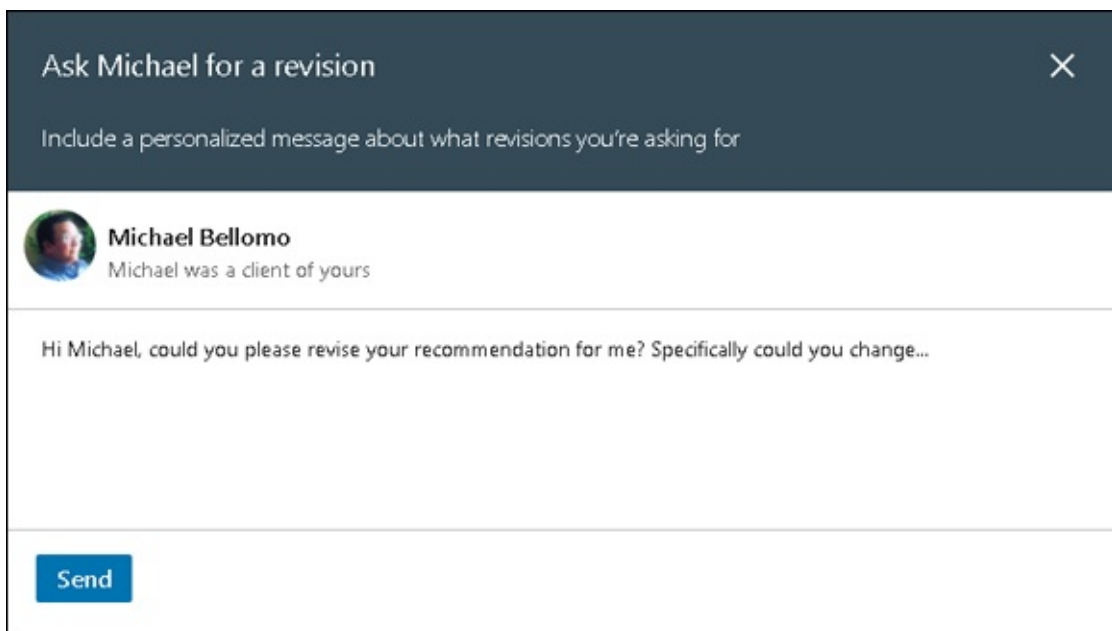 Ask Michael for a revision
Include a personalized message about what revisions you're asking for
Michael Bellomo
Michael was a client of yours
Hi Michael, could you please revise your recommendation for me? Specifically could you change...
Send